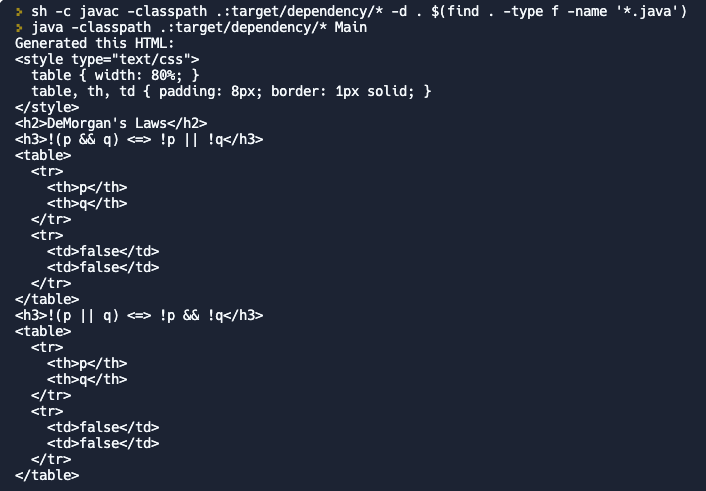 > sh -c javac -classpath .:target/dependency/* -d . $(find . -type f -name '*.java')
> java -classpath .:target/dependency/* Main
Generated this HTML:
<style type="text/css">
  table { width: 80%; }
  table, th, td { padding: 8px; border: 1px solid; }
</style>
<h2>DeMorgan's Laws</h2>
<h3>!(p && q) <=> !p || !q</h3>
<table>
  <tr>
    <th>p</th>
    <th>q</th>
  </tr>
  <tr>
    <td>false</td>
    <td>false</td>
  </tr>
</table>
<h3>!(p || q) <=> !p && !q</h3>
<table>
  <tr>
    <th>p</th>
    <th>q</th>
  </tr>
  <tr>
    <td>false</td>
    <td>false</td>
  </tr>
</table>